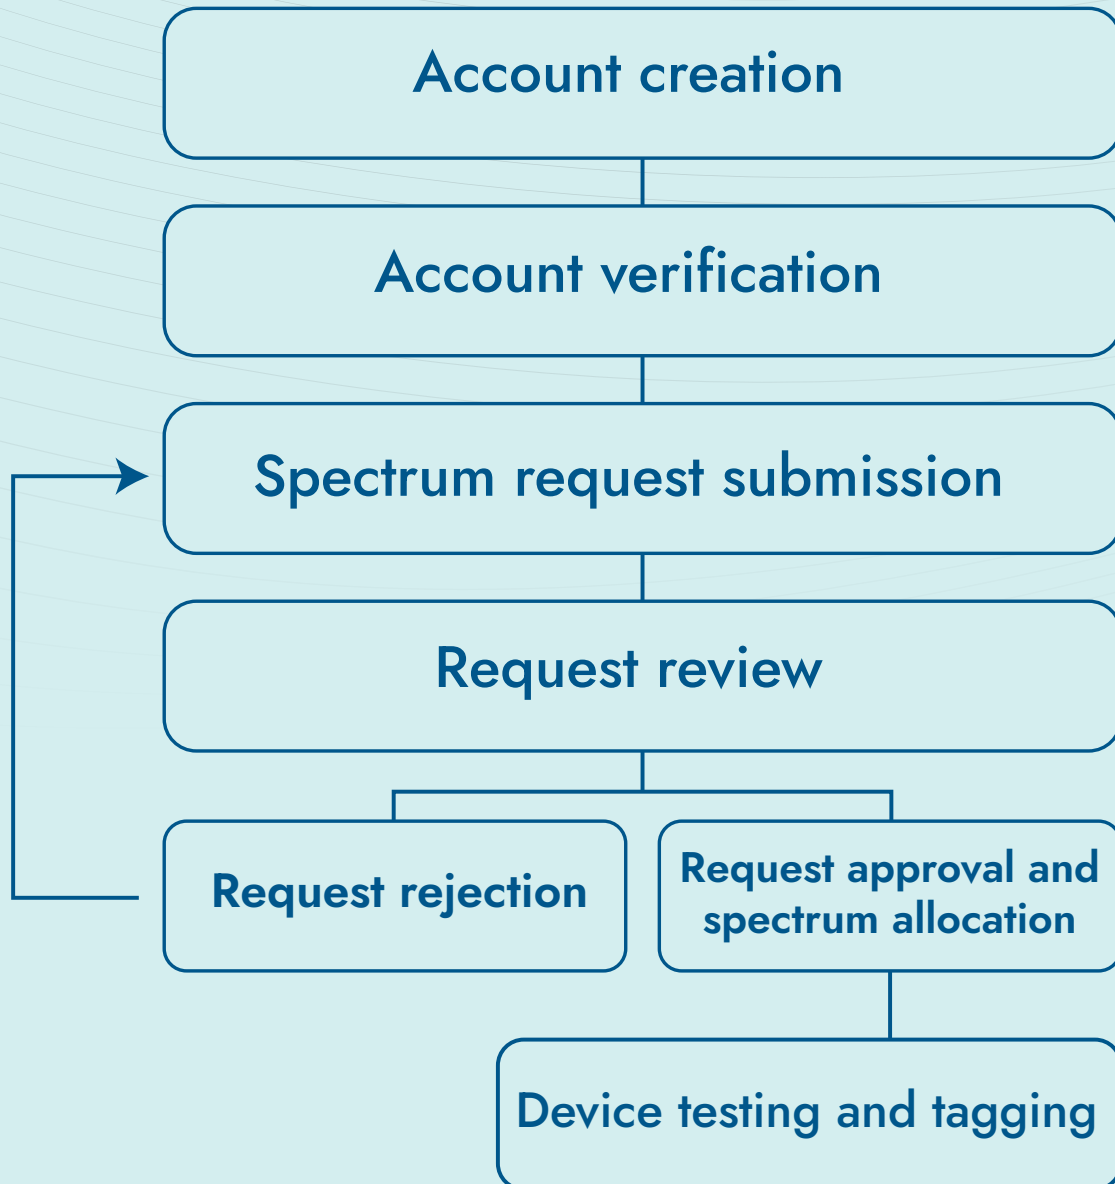 Account creation
Account verification
Spectrum request submission
Request review
Request rejection
Request approval and
spectrum allocation
Device testing and tagging